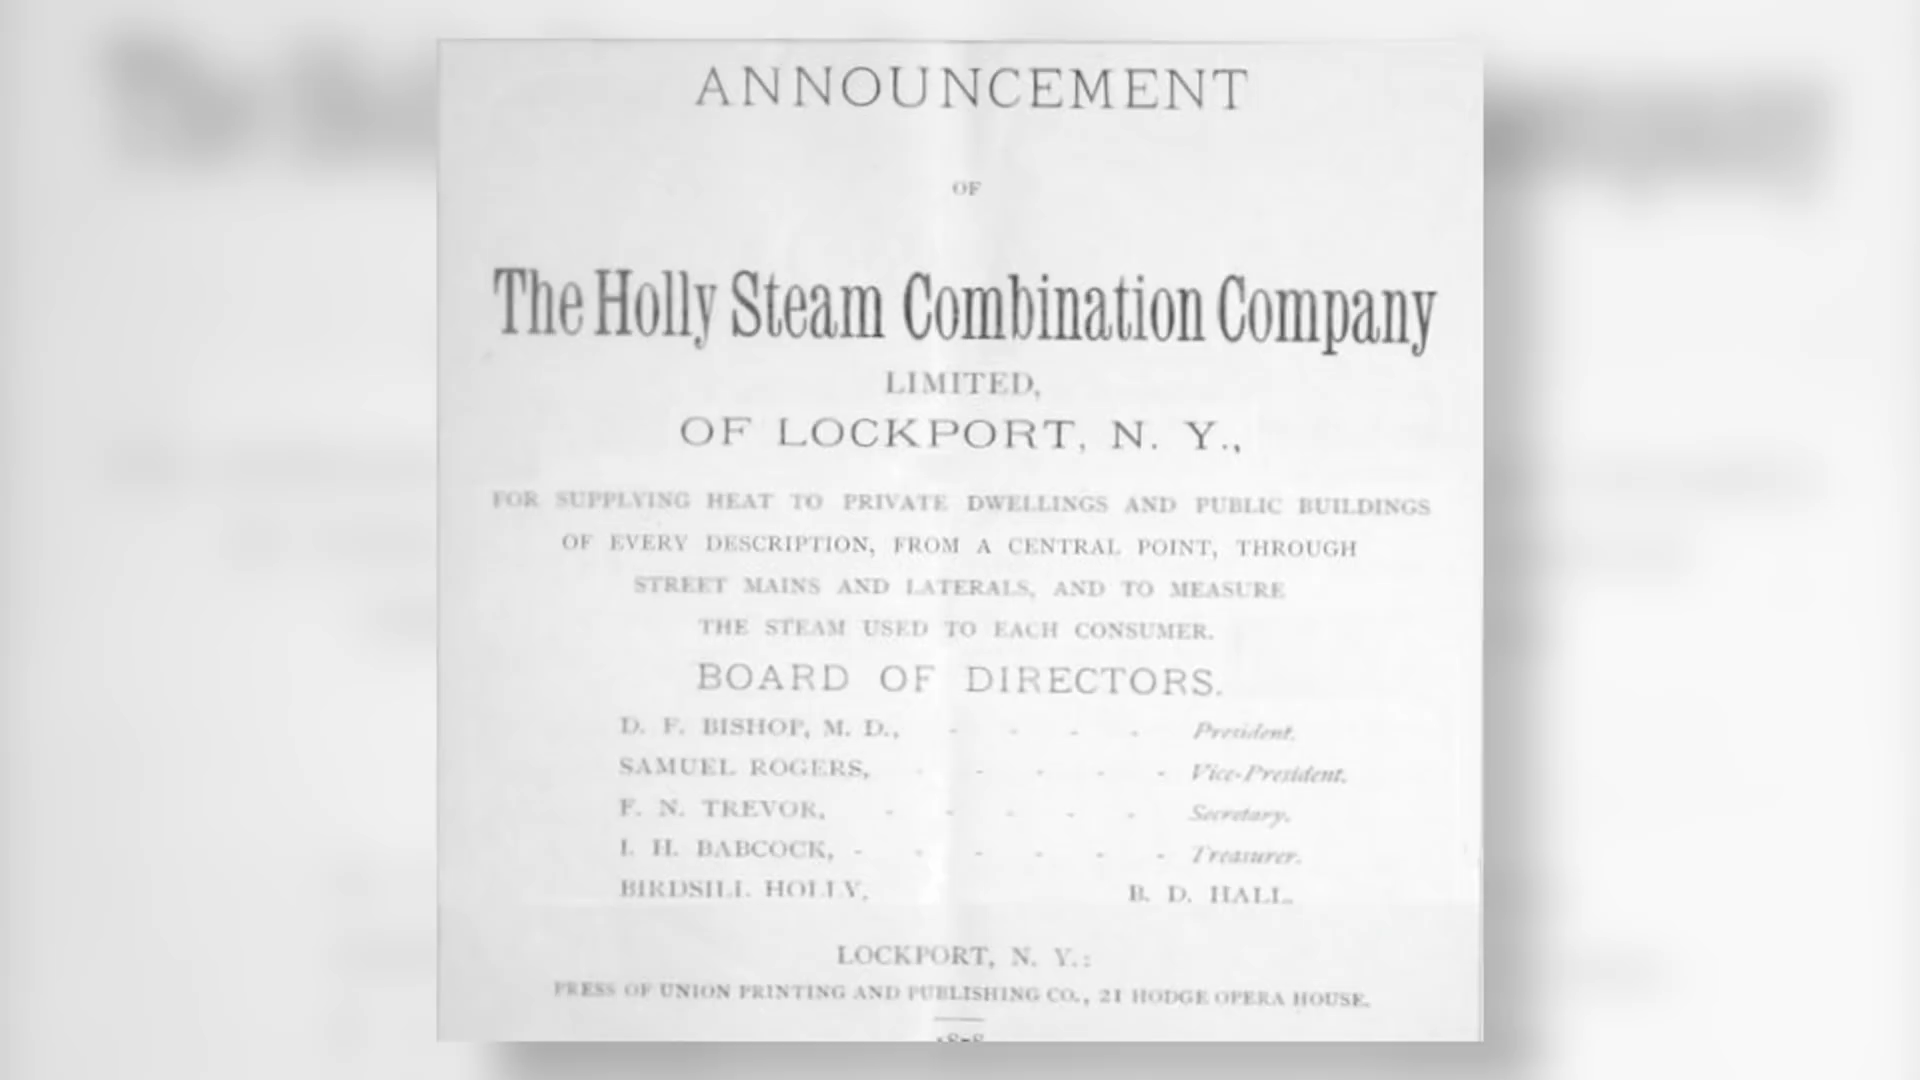 ANNOUNCEMENT
OF
The Holly Steam Combination Company
LIMITED,
OF LOCKPORT, N. Y.,
FOR SUPPLYING HEAT TO PRIVATE DWELLINGS AND PUBLIC BUILDINGS
OF EVERY DESCRIPTION, FROM A CENTRAL POINT, THROUGH
STREET MAINS AND LATERALS, AND TO MEASURE
THE STEAM USED TO EACH CONSUMER.
BOARD OF DIRECTORS.
D. F. BISHOP, M. D., - - - - President.
SAMUEL ROGERS, - - - - - Vice-President.
F. N. TREVOR, - - - - - Secretary.
I. H. BABCOCK, - - - - - - Treasurer.
BIRDSILL HOLLY, B. D. HALL.
LOCKPORT, N. Y.:
PRESS OF UNION PRINTING AND PUBLISHING CO., 21 HODGE OPERA HOUSE.